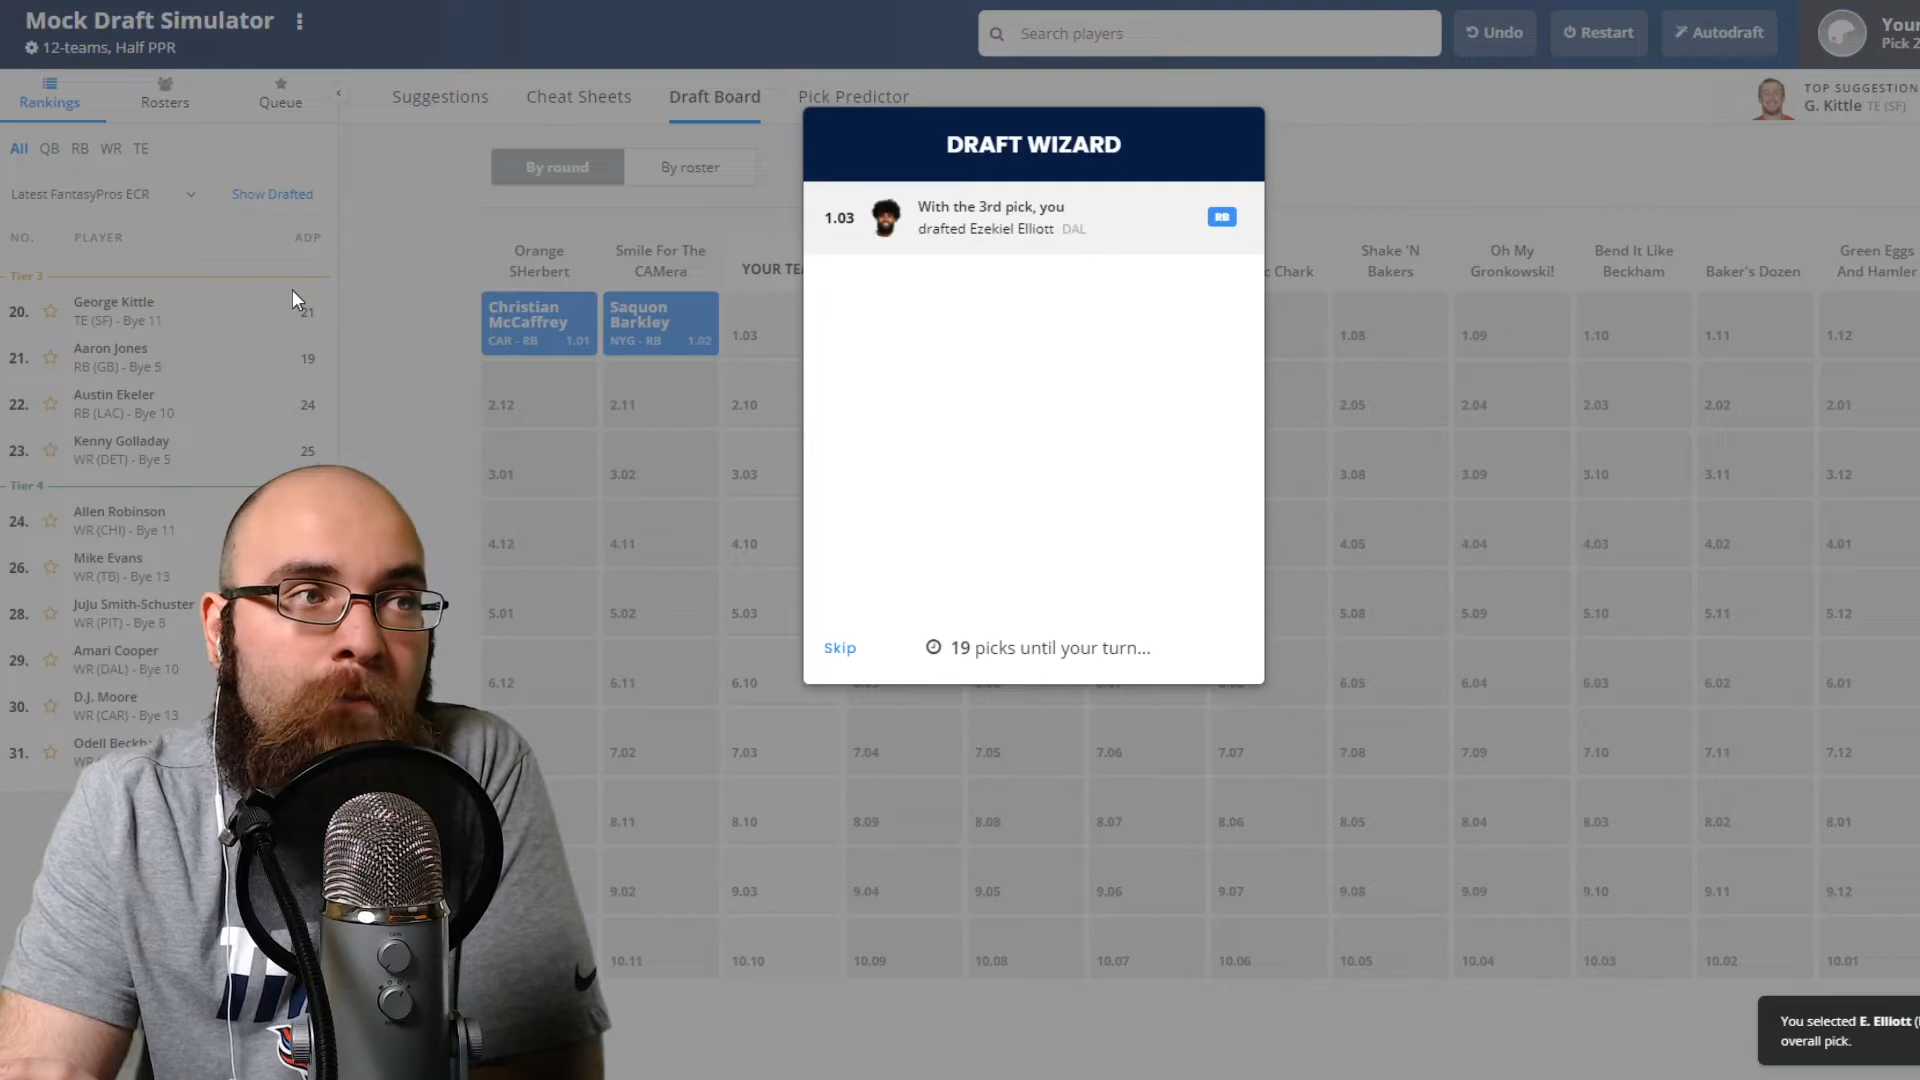 Mock Draft Simulator
12-teams, Half PPR
Search players
Undo
Restart
Autodraft
Your
Pick 2
Rankings
Rosters
Queue
Suggestions
Cheat Sheets
Draft Board
Pick Predictor
TOP SUGGESTION
G. Kittle TE (SF)
All QB RB WR TE
Latest FantasyPros ECR
Show Drafted
NO. PLAYER ADP
Tier 3
20. George Kittle 21
TE (SF) - Bye 11
21. Aaron Jones 19
RB (GB) - Bye 5
22. Austin Ekeler 24
RB (LAC) - Bye 10
23. Kenny Golladay 25
WR (DET) - Bye 5
Tier 4
24. Allen Robinson
WR (CHI) - Bye 11
26. Mike Evans
WR (TB) - Bye 13
28. JuJu Smith-Schuster
WR (PIT) - Bye 8
29. Amari Cooper
WR (DAL) - Bye 10
30. D.J. Moore
WR (CAR) - Bye 13
31. Odell
WR
By round
By roster
DRAFT WIZARD
1.03 With the 3rd pick, you
drafted Ezekiel Elliott DAL
RB
Skip
19 picks until your turn...
Orange
SHerbert
Smile For The
CAMera
YOUR
Chark
Shake 'N
Bakers
Oh My
Gronkowski!
Bend It Like
Beckham
Baker's Dozen
Green Eggs
And Hamler
Christian
McCaffrey
CAR - RB 1.01
Saquon
Barkley
NYG - RB 1.02
1.03 1.08 1.09 1.10 1.11 1.12
2.12 2.11 2.10 2.05 2.04 2.03 2.02 2.01
3.01 3.02 3.03 3.08 3.09 3.10 3.11 3.12
4.12 4.11 4.10 4.05 4.04 4.03 4.02 4.01
5.01 5.02 5.03 5.08 5.09 5.10 5.11 5.12
6.12 6.11 6.10 6.05 6.04 6.03 6.02 6.01
7.02 7.03 7.04 7.05 7.06 7.07 7.08 7.09 7.10 7.11 7.12
8.11 8.10 8.09 8.08 8.07 8.06 8.05 8.04 8.03 8.02 8.01
9.02 9.03 9.04 9.05 9.06 9.07 9.08 9.09 9.10 9.11 9.12
10.11 10.10 10.09 10.08 10.07 10.06 10.05 10.04 10.03 10.02 10.01
You selected E. Elliott
overall pick.